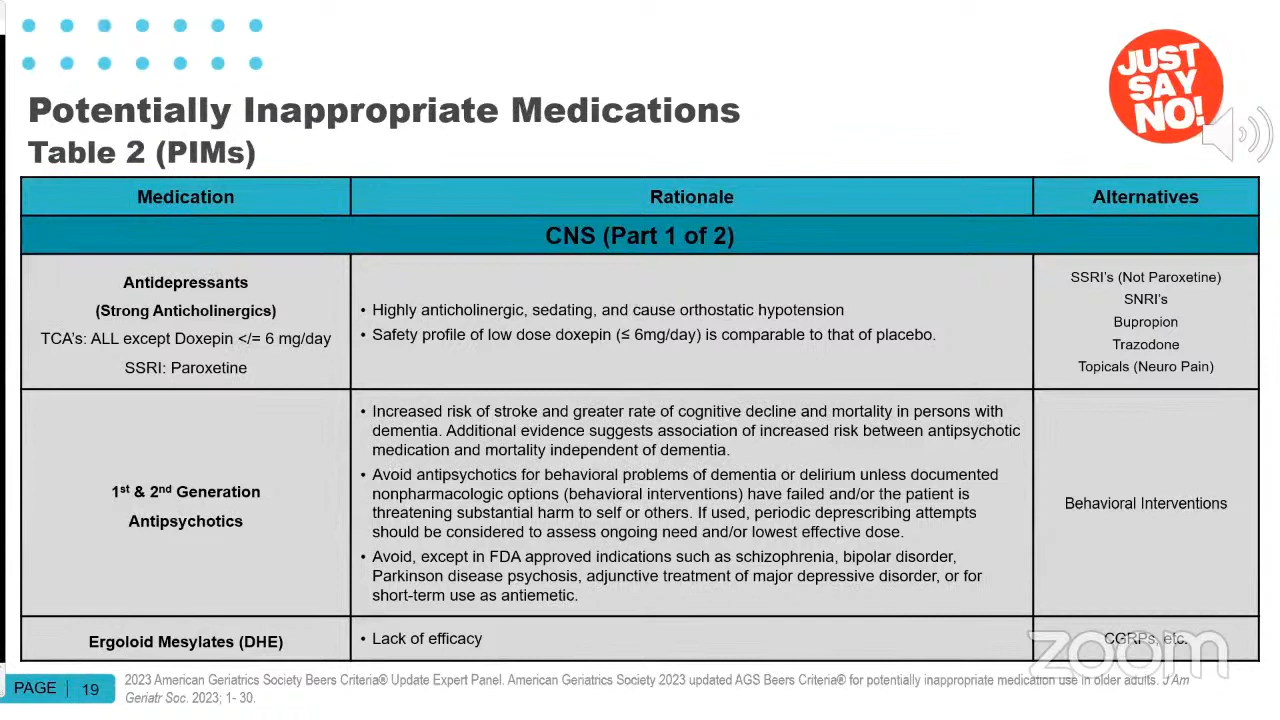 JUST
SAY
NO!
Potentially Inappropriate Medications
Table 2 (PIMs)
Medication
Rationale
Alternatives
CNS (Part 1 of 2)
Antidepressants
(Strong Anticholinergics)
TCA's: ALL except Doxepin </= 6 mg/day
SSRI: Paroxetine
• Highly anticholinergic, sedating, and cause orthostatic hypotension
• Safety profile of low dose doxepin (≤ 6mg/day) is comparable to that of placebo.
SSRI's (Not Paroxetine)
SNRI's
Bupropion
Trazodone
Topicals (Neuro Pain)
1st & 2nd Generation
Antipsychotics
• Increased risk of stroke and greater rate of cognitive decline and mortality in persons with
dementia. Additional evidence suggests association of increased risk between antipsychotic
medication and mortality independent of dementia.
• Avoid antipsychotics for behavioral problems of dementia or delirium unless documented
nonpharmacologic options (behavioral interventions) have failed and/or the patient is
threatening substantial harm to self or others. If used, periodic deprescribing attempts
should be considered to assess ongoing need and/or lowest effective dose.
• Avoid, except in FDA approved indications such as schizophrenia, bipolar disorder,
Parkinson disease psychosis, adjunctive treatment of major depressive disorder, or for
short-term use as antiemetic.
Behavioral Interventions
Ergoloid Mesylates (DHE)
• Lack of efficacy
CGRPs, etc.
zoom
PAGE | 19
2023 American Geriatrics Society Beers Criteria® Update Expert Panel. American Geriatrics Society 2023 updated AGS Beers Criteria® for potentially inappropriate medication use in older adults. J Am
Geriatr Soc. 2023; 1- 30.